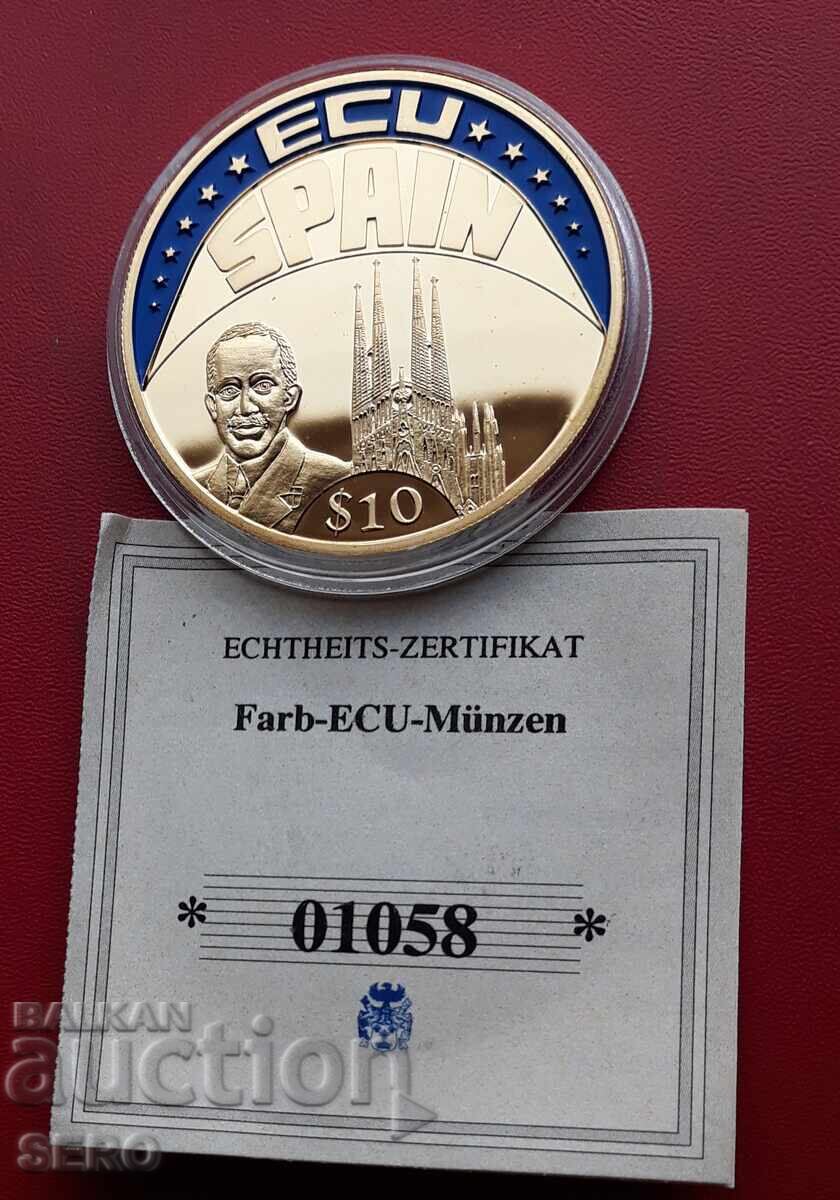 ECU
SPAIN
$10
ECHTHEITS-ZERTIFIKAT
Farb-ECU-Münzen
* 01058 *
BALKAN
auction
SERO